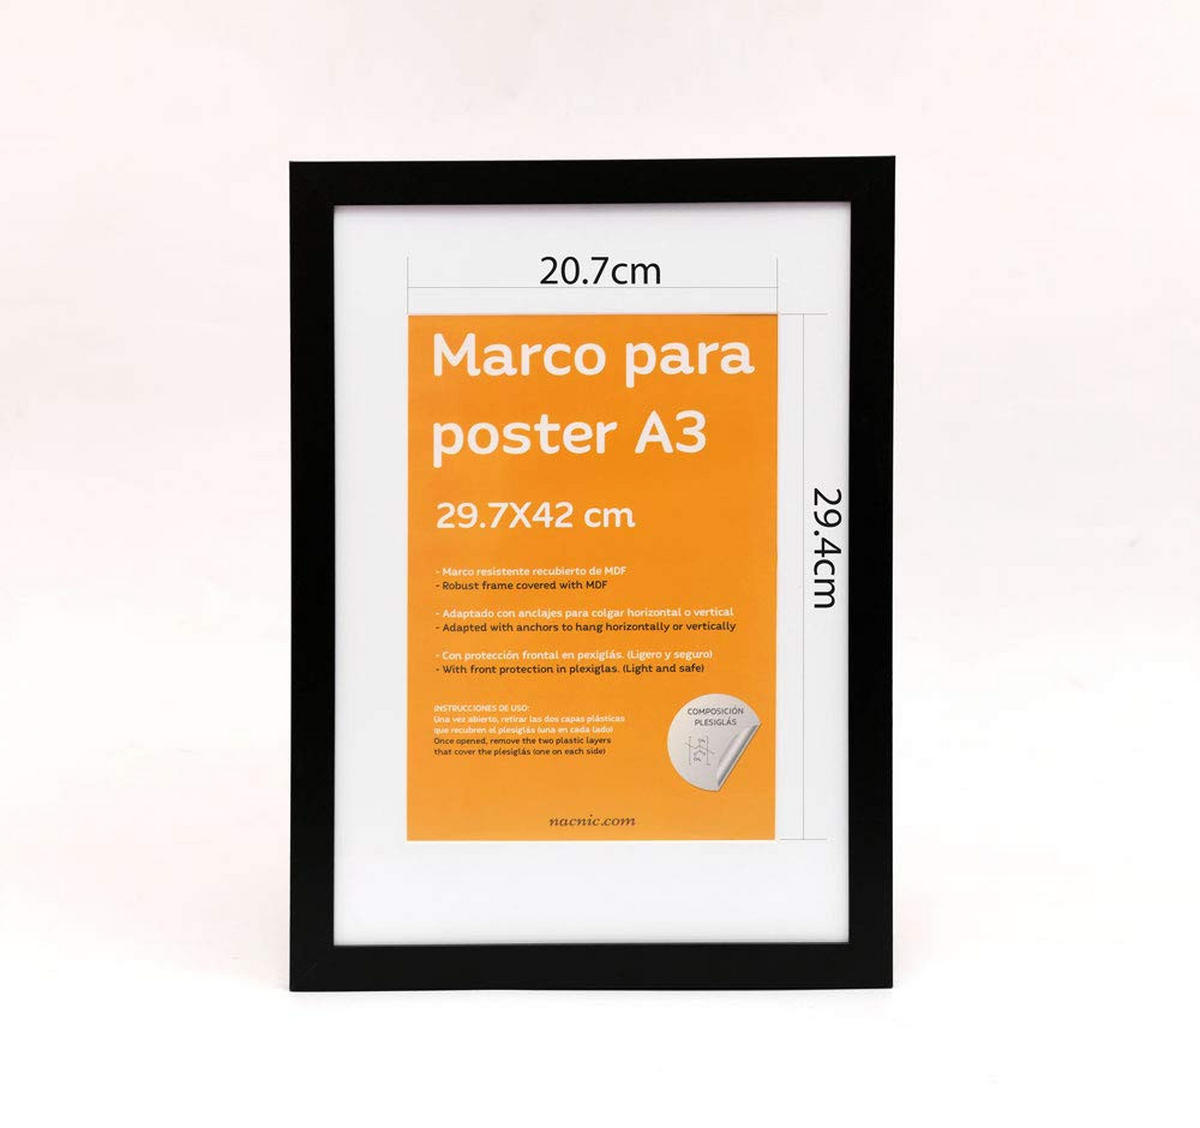 20.7cm
Marco para
poster A3
29.4cm
29.7X42 cm
- Marco resistente recubierto de MDF
- Robust frame covered with MDF
- Adaptado con anclajes para colgar horizontal o vertical
- Adapted with anchors to hang horizontally or vertically
- Con protección frontal en pexiglás. (Ligero y seguro)
- With front protection in plexiglas. (Light and safe)
INSTRUCCIONES DE USO:
Una vez abierto, retirar las dos capas plásticas
que recubren el plesiglás (una en cada lado)
Once opened, remove the two plastic layers
that cover the plesiglás (one on each side)
COMPOSICIÓN
PLESIGLÁS
nacnic.com